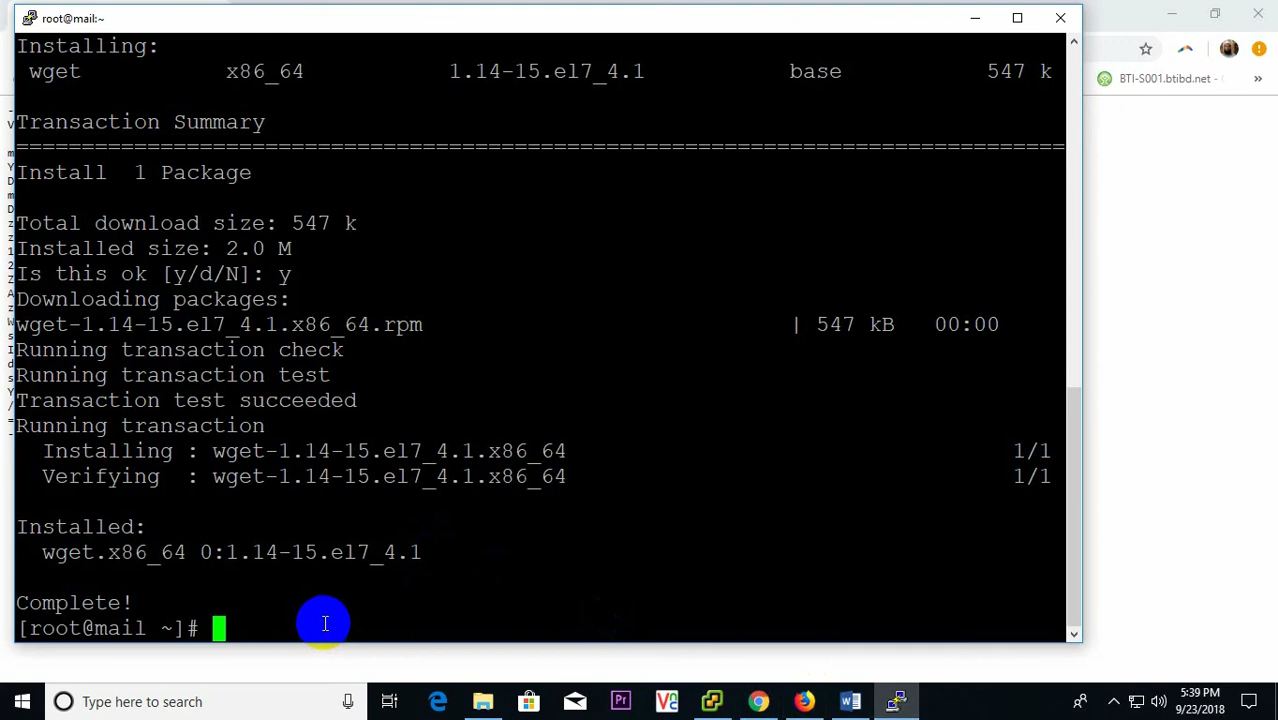 root@mail:~
BTI-S001.btibd.net -
»
Installing:
wget x86_64 1.14-15.el7_4.1 base 547 k
Transaction Summary
================================================================================
Install 1 Package
Total download size: 547 k
Installed size: 2.0 M
Is this ok [y/d/N]: y
Downloading packages:
wget-1.14-15.el7_4.1.x86_64.rpm | 547 kB 00:00
Running transaction check
Running transaction test
Transaction test succeeded
Running transaction
Installing : wget-1.14-15.el7_4.1.x86_64 1/1
Verifying : wget-1.14-15.el7_4.1.x86_64 1/1
Installed:
wget.x86_64 0:1.14-15.el7_4.1
Complete!
[root@mail ~]#
Type here to search
Pr
5:39 PM
9/23/2018